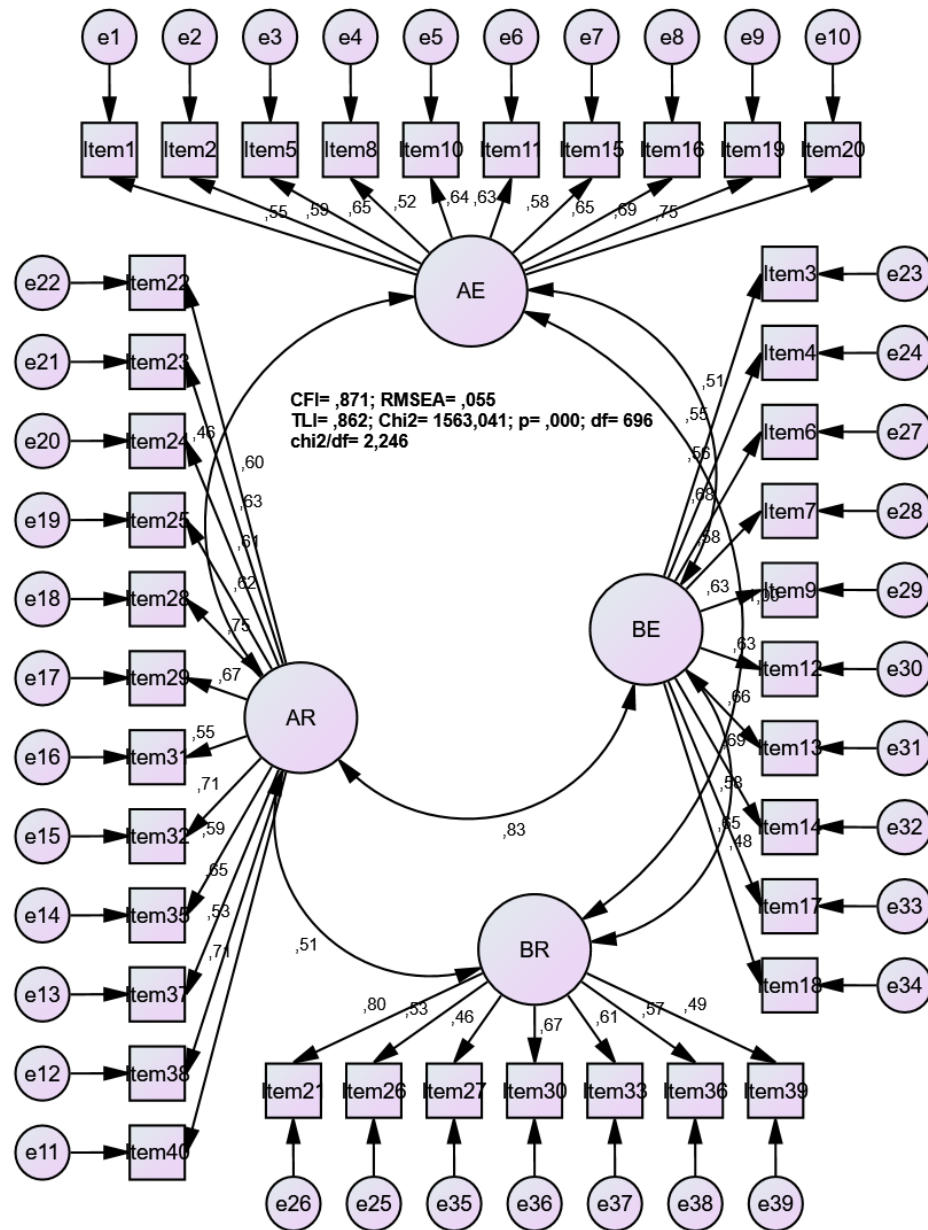 e1 e2 e3 e4 e5 e6 e7 e8 e9 e10
Item1 Item2 Item5 Item8 Item10 Item11 Item15 Item16 Item19 Item20
,55 ,59 ,65 ,52 ,64 ,63 ,58 ,65 ,69 ,75
AE
e22 Item22
e21 Item23
e20 Item24
e19 Item25
e18 Item28
e17 Item29
e16 Item31
e15 Item32
e14 Item35
e13 Item37
e12 Item38
e11 Item40
,46
,60
,63
,61
,62
,75
,67
,55
,71
,59
,65
,53
,71
AR
CFI= ,871; RMSEA= ,055
TLI= ,862; Chi2= 1563,041; p= ,000; df= 696
chi2/df= 2,246
Item3 e23
Item4 e24
Item6 e27
Item7 e28
Item9 e29
Item12 e30
Item13 e31
Item14 e32
Item17 e33
Item18 e34
,51
,55
,56
,68
,58
,63
,63
,66
,69
,58
,65
,48
BE
,83
,51
BR
,80 ,53 ,46 ,67 ,61 ,57 ,49
Item21 Item26 Item27 Item30 Item33 Item36 Item39
e26 e25 e35 e36 e37 e38 e39